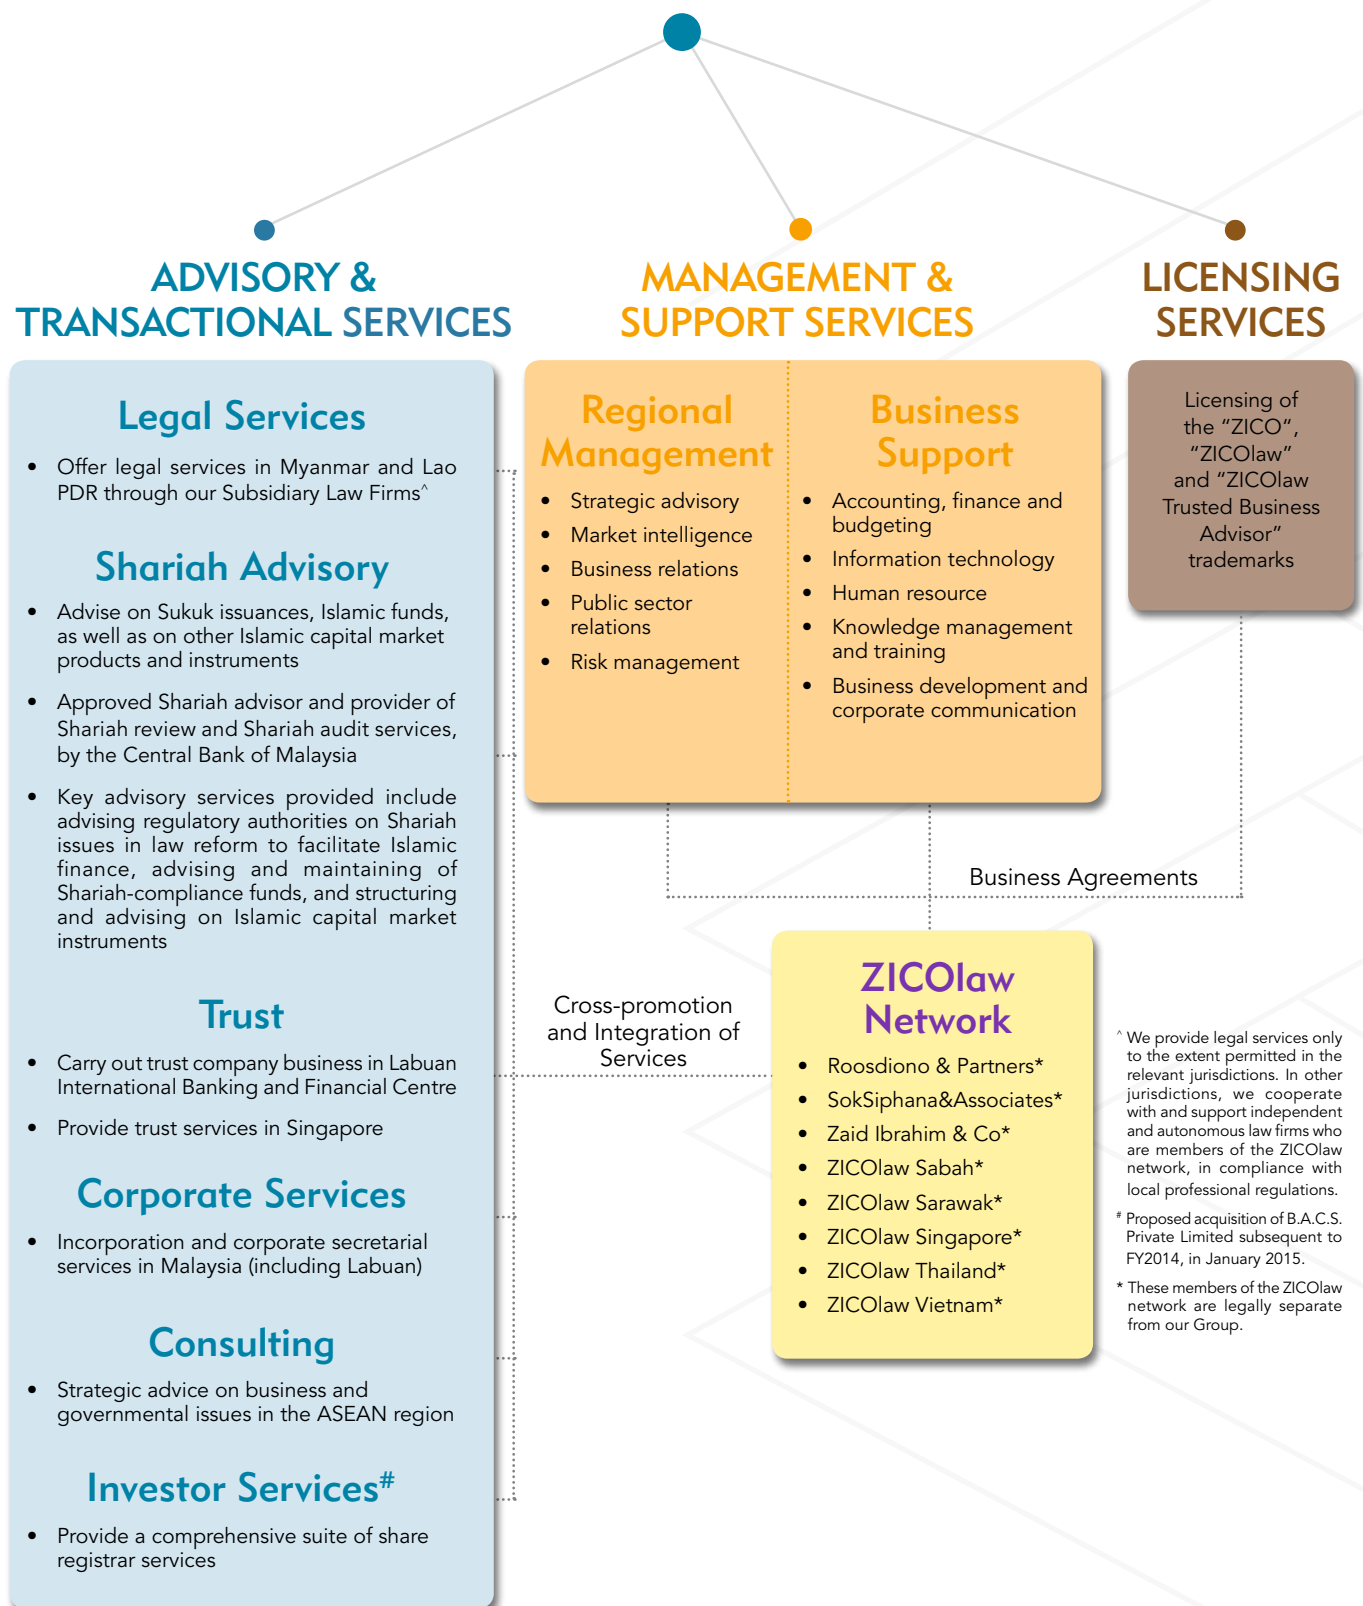 ADVISORY &
TRANSACTIONAL SERVICES
Legal Services
• Offer legal services in Myanmar and Lao
PDR through our Subsidiary Law Firms^
Shariah Advisory
• Advise on Sukuk issuances, Islamic funds,
as well as on other Islamic capital market
products and instruments
• Approved Shariah advisor and provider of
Shariah review and Shariah audit services,
by the Central Bank of Malaysia
• Key advisory services provided include
advising regulatory authorities on Shariah
issues in law reform to facilitate Islamic
finance, advising and maintaining of
Shariah-compliance funds, and structuring
and advising on Islamic capital market
instruments
Trust
• Carry out trust company business in Labuan
International Banking and Financial Centre
• Provide trust services in Singapore
Corporate Services
• Incorporation and corporate secretarial
services in Malaysia (including Labuan)
Consulting
• Strategic advice on business and
governmental issues in the ASEAN region
Investor Services#
• Provide a comprehensive suite of share
registrar services
MANAGEMENT &
SUPPORT SERVICES
Regional
Management
• Strategic advisory
• Market intelligence
• Business relations
• Public sector
relations
• Risk management
Business
Support
• Accounting, finance and
budgeting
• Information technology
• Human resource
• Knowledge management
and training
• Business development and
corporate communication
LICENSING
SERVICES
Licensing of
the “ZICO”,
“ZICOlaw”
and “ZICOlaw
Trusted Business
Advisor”
trademarks
Business Agreements
Cross-promotion
and Integration of
Services
ZICOlaw
Network
• Roosdiono & Partners*
• SokSiphana&Associates*
• Zaid Ibrahim & Co*
• ZICOlaw Sabah*
• ZICOlaw Sarawak*
• ZICOlaw Singapore*
• ZICOlaw Thailand*
• ZICOlaw Vietnam*
^ We provide legal services only
to the extent permitted in the
relevant jurisdictions. In other
jurisdictions, we cooperate
with and support independent
and autonomous law firms who
are members of the ZICOlaw
network, in compliance with
local professional regulations.
# Proposed acquisition of B.A.C.S.
Private Limited subsequent to
FY2014, in January 2015.
* These members of the ZICOlaw
network are legally separate
from our Group.